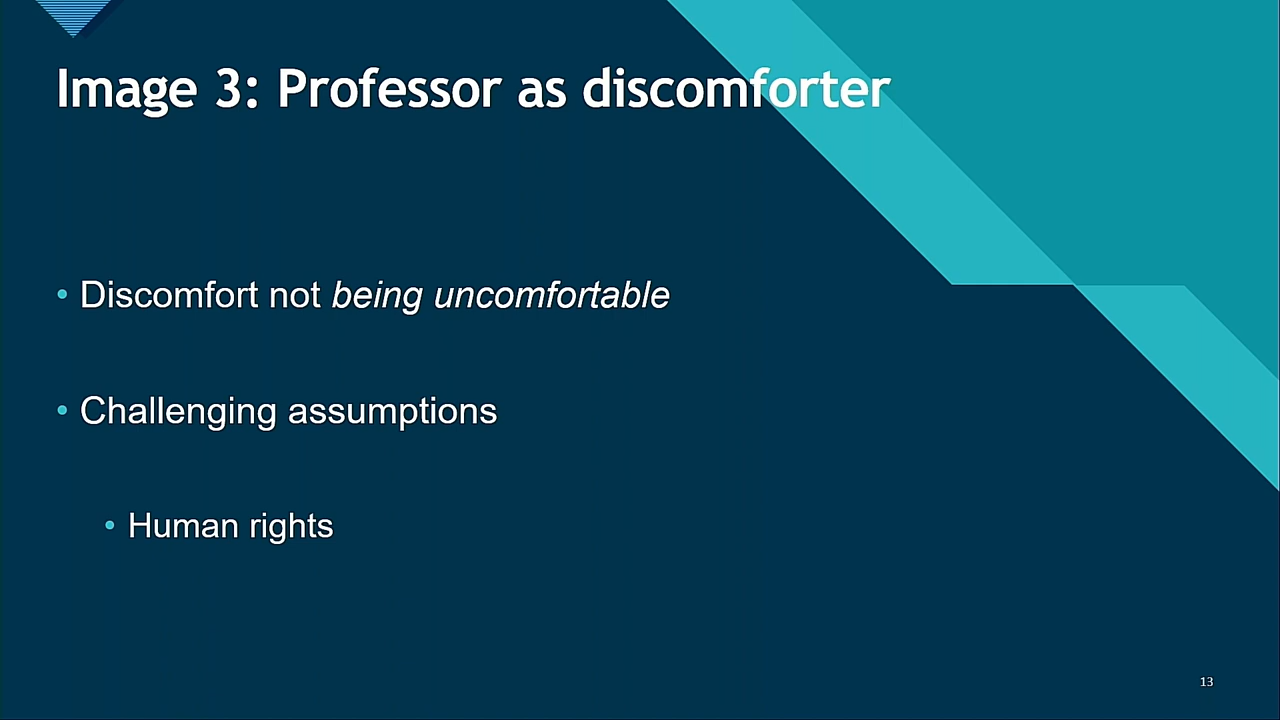 Image 3: Professor as discomforter
• Discomfort not being uncomfortable
• Challenging assumptions
• Human rights
13